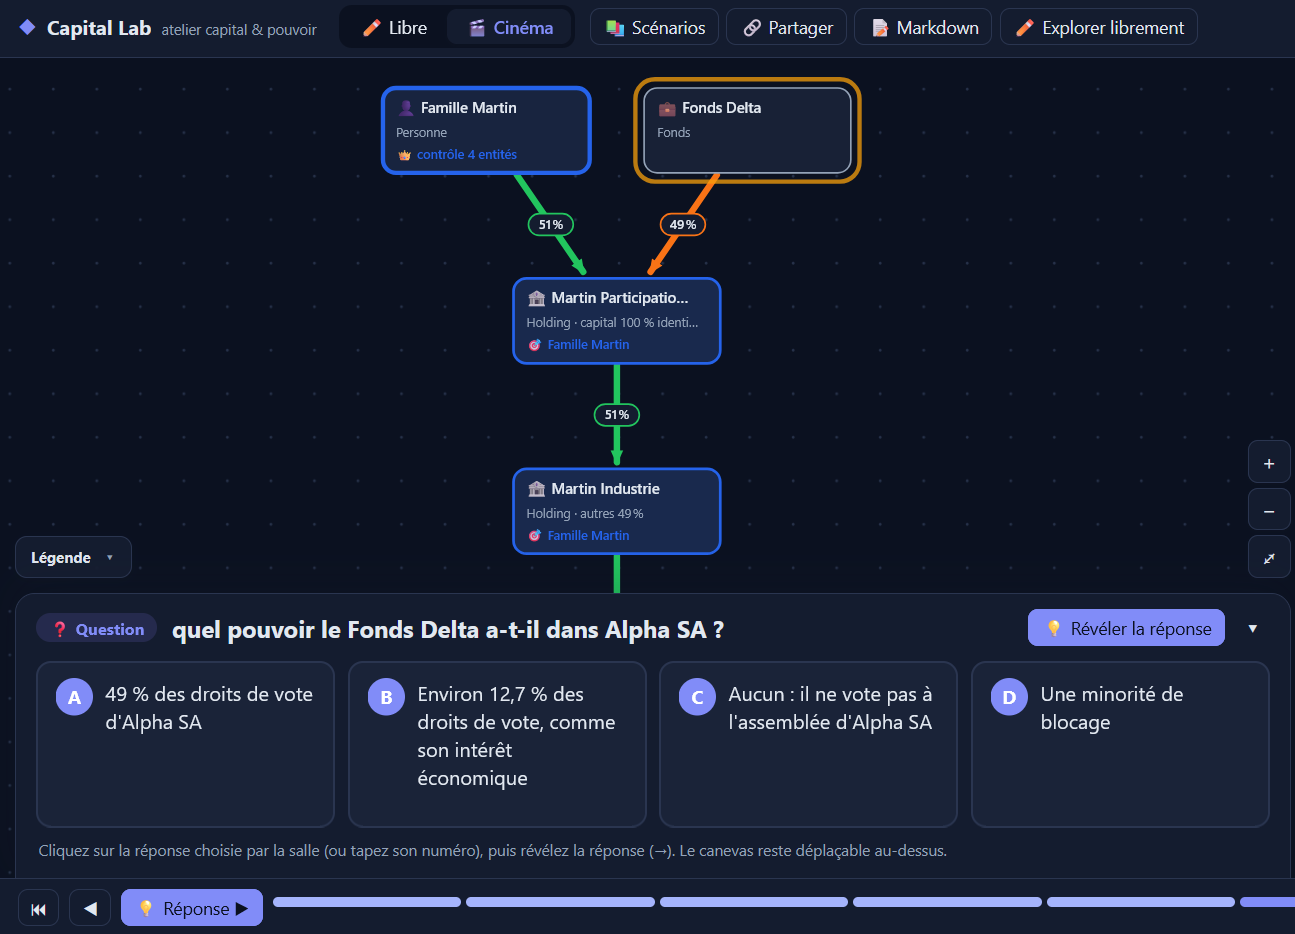 Capital Lab atelier capital & pouvoir Libre Cinéma Scénarios Partager Markdown Explorer librement
Famille Martin
Personne
contrôle 4 entités
Fonds Delta
Fonds
51%
49%
Martin Participatio...
Holding · capital 100 % identi...
Famille Martin
51%
Martin Industrie
Holding · autres 49%
Famille Martin
+
−
Légende
Question
quel pouvoir le Fonds Delta a-t-il dans Alpha SA ?
Révéler la réponse
A
49 % des droits de vote
d'Alpha SA
B
Environ 12,7 % des
droits de vote, comme
son intérêt
économique
C
Aucun : il ne vote pas à
l'assemblée d'Alpha SA
D
Une minorité de
blocage
Cliquez sur la réponse choisie par la salle (ou tapez son numéro), puis révélez la réponse (→). Le canevas reste déplaçable au-dessus.
Réponse